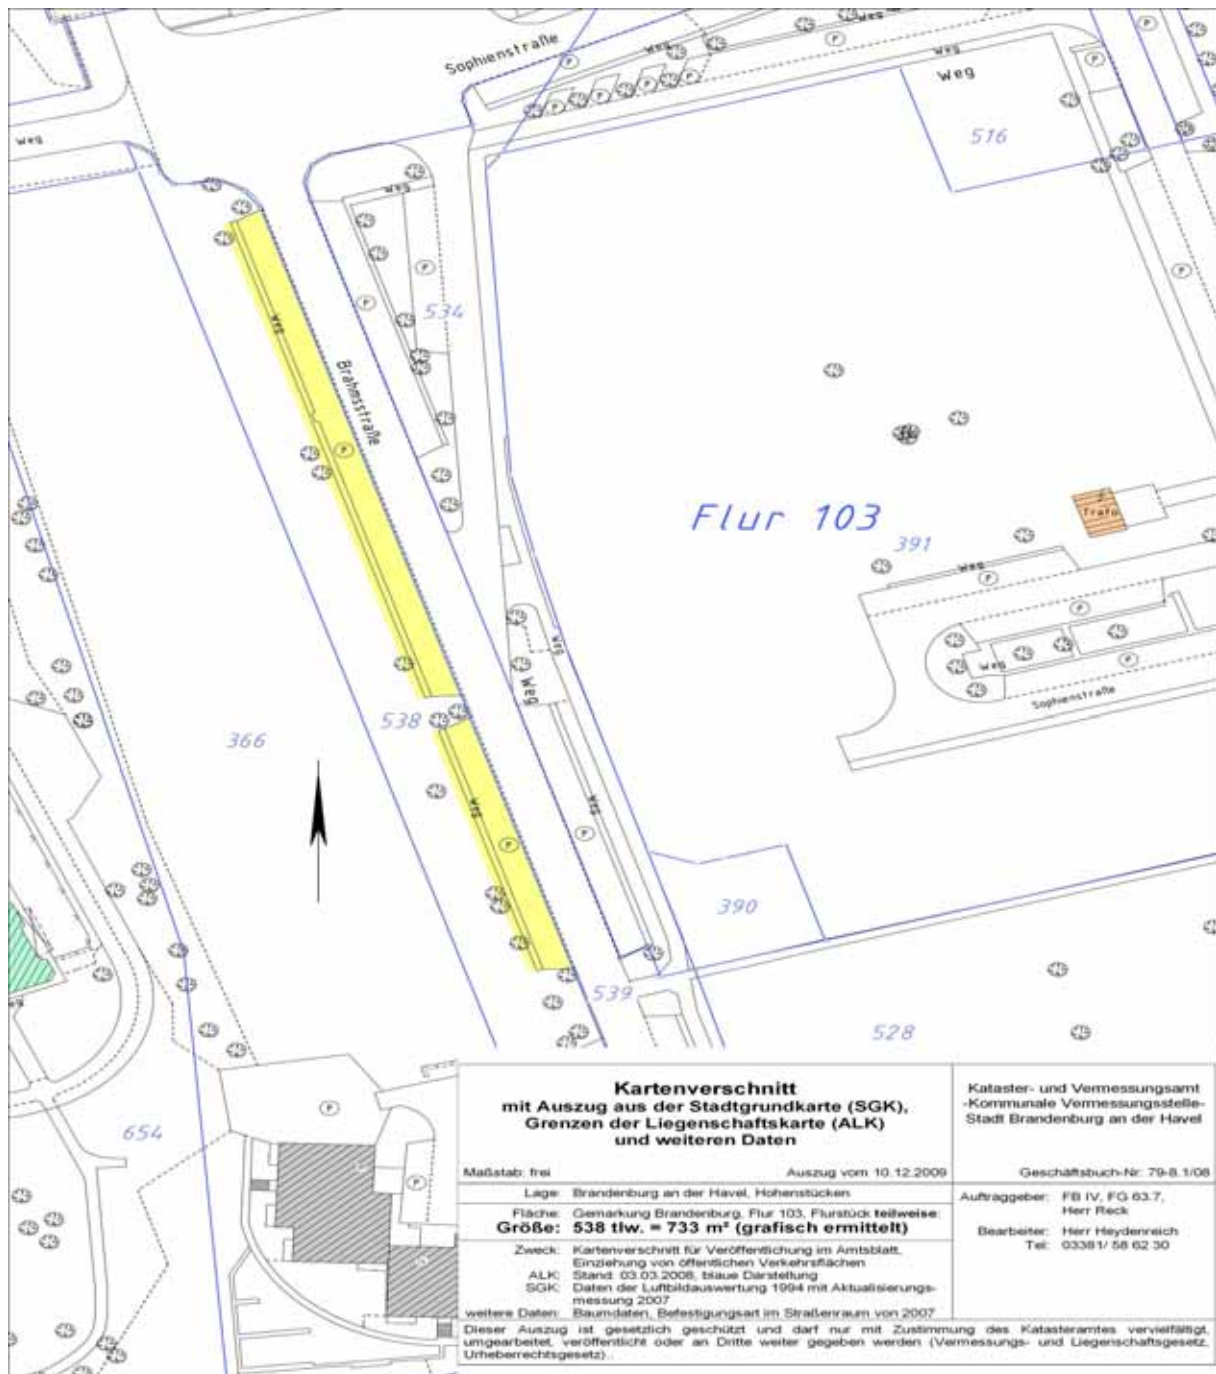 Sophienstraße
Weg
Weg
Weg
Weg
Weg
516
Weg
P
P
P
P
P
P
P
P
P
P
534
P
P
Weg
Brahmsstraße
P
Flur 103
391
Trafo
Weg
P
P
P
Weg
Sophienstraße
Weg
Weg
538
366
Weg
Weg
P
P
390
539
528
654
P
P
Kartenverschnitt
mit Auszug aus der Stadtgrundkarte (SGK),
Grenzen der Liegenschaftskarte (ALK)
und weiteren Daten
Kataster- und Vermessungsamt
-Kommunale Vermessungsstelle-
Stadt Brandenburg an der Havel
Maßstab: frei Auszug vom 10.12.2009
Geschäftsbuch-Nr: 79-8.1/08
Lage: Brandenburg an der Havel, Hohenstücken
Fläche: Gemarkung Brandenburg, Flur 103, Flurstück teilweise:
Größe: 538 tlw. = 733 m² (grafisch ermittelt)
Zweck: Kartenverschnitt für Veröffentlichung im Amtsblatt,
Einziehung von öffentlichen Verkehrsflächen
ALK: Stand: 03.03.2008, blaue Darstellung
SGK: Daten der Luftbildauswertung 1994 mit Aktualisierungs-
messung 2007
weitere Daten: Baumdaten, Befestigungsart im Straßenraum von 2007
Auftraggeber: FB IV, FG 63.7,
Herr Reck
Bearbeiter: Herr Heydenreich
Tel: 03381/ 58 62 30
Dieser Auszug ist gesetzlich geschützt und darf nur mit Zustimmung des Katasteramtes vervielfältigt,
umgearbeitet, veröffentlicht oder an Dritte weiter gegeben werden (Vermessungs- und Liegenschaftsgesetz,
Urheberrechtsgesetz)..